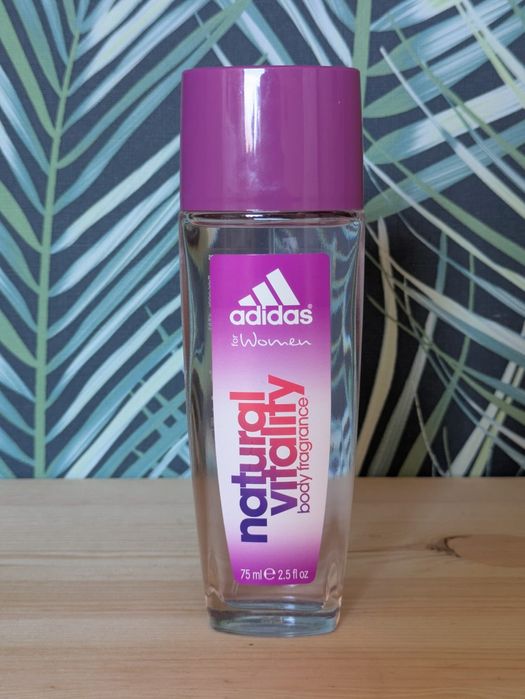 adidas®
for Women
natural
vitality
body fragrance
75 ml ℮ 2.5 fl oz